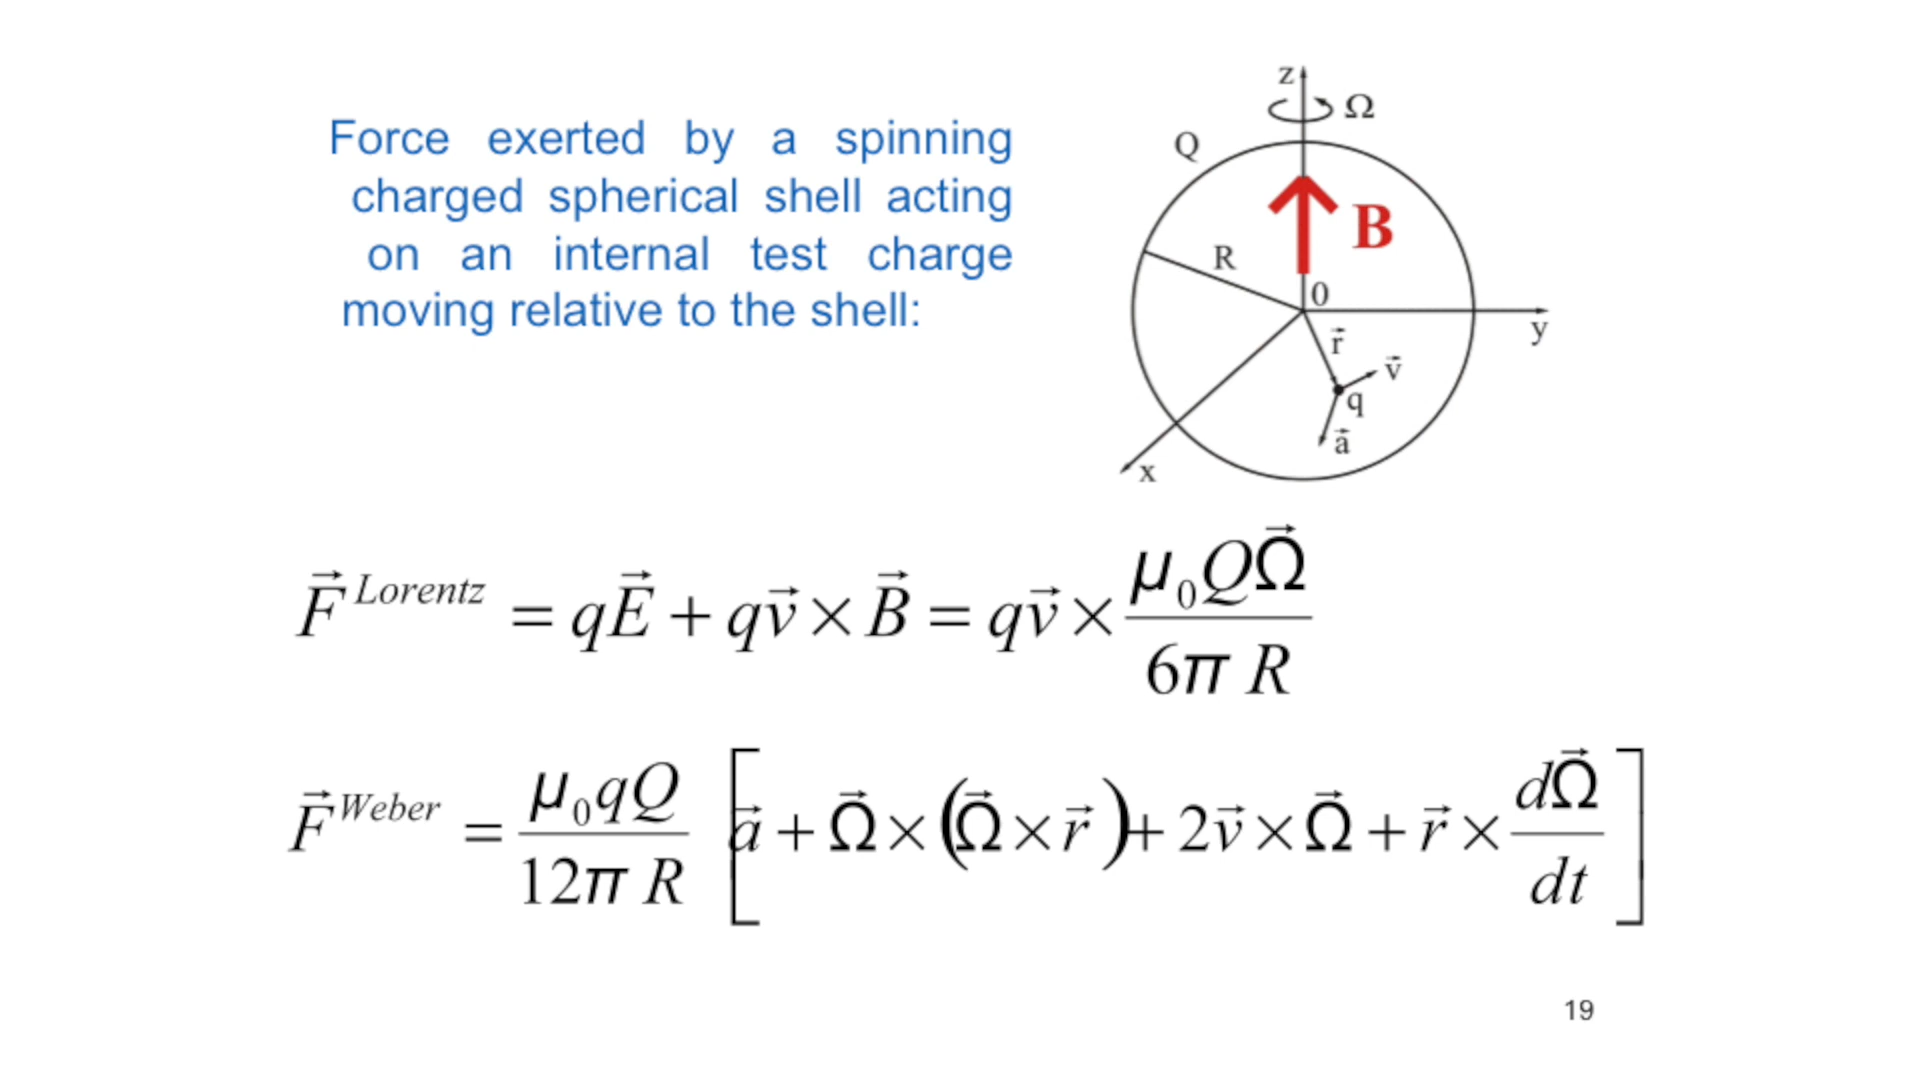 Force exerted by a spinning
charged spherical shell acting
on an internal test charge
moving relative to the shell:
z
Ω
Q
B
R
0
y
r⃗
v⃗
q
a⃗
x
F⃗ ^Lorentz = qE⃗ + qv⃗ × B⃗ = qv⃗ × μ₀QΩ⃗ / 6π R
F⃗ ^Weber = μ₀qQ / 12π R [a⃗ + Ω⃗ × (Ω⃗ × r⃗) + 2v⃗ × Ω⃗ + r⃗ × dΩ⃗ / dt]
19